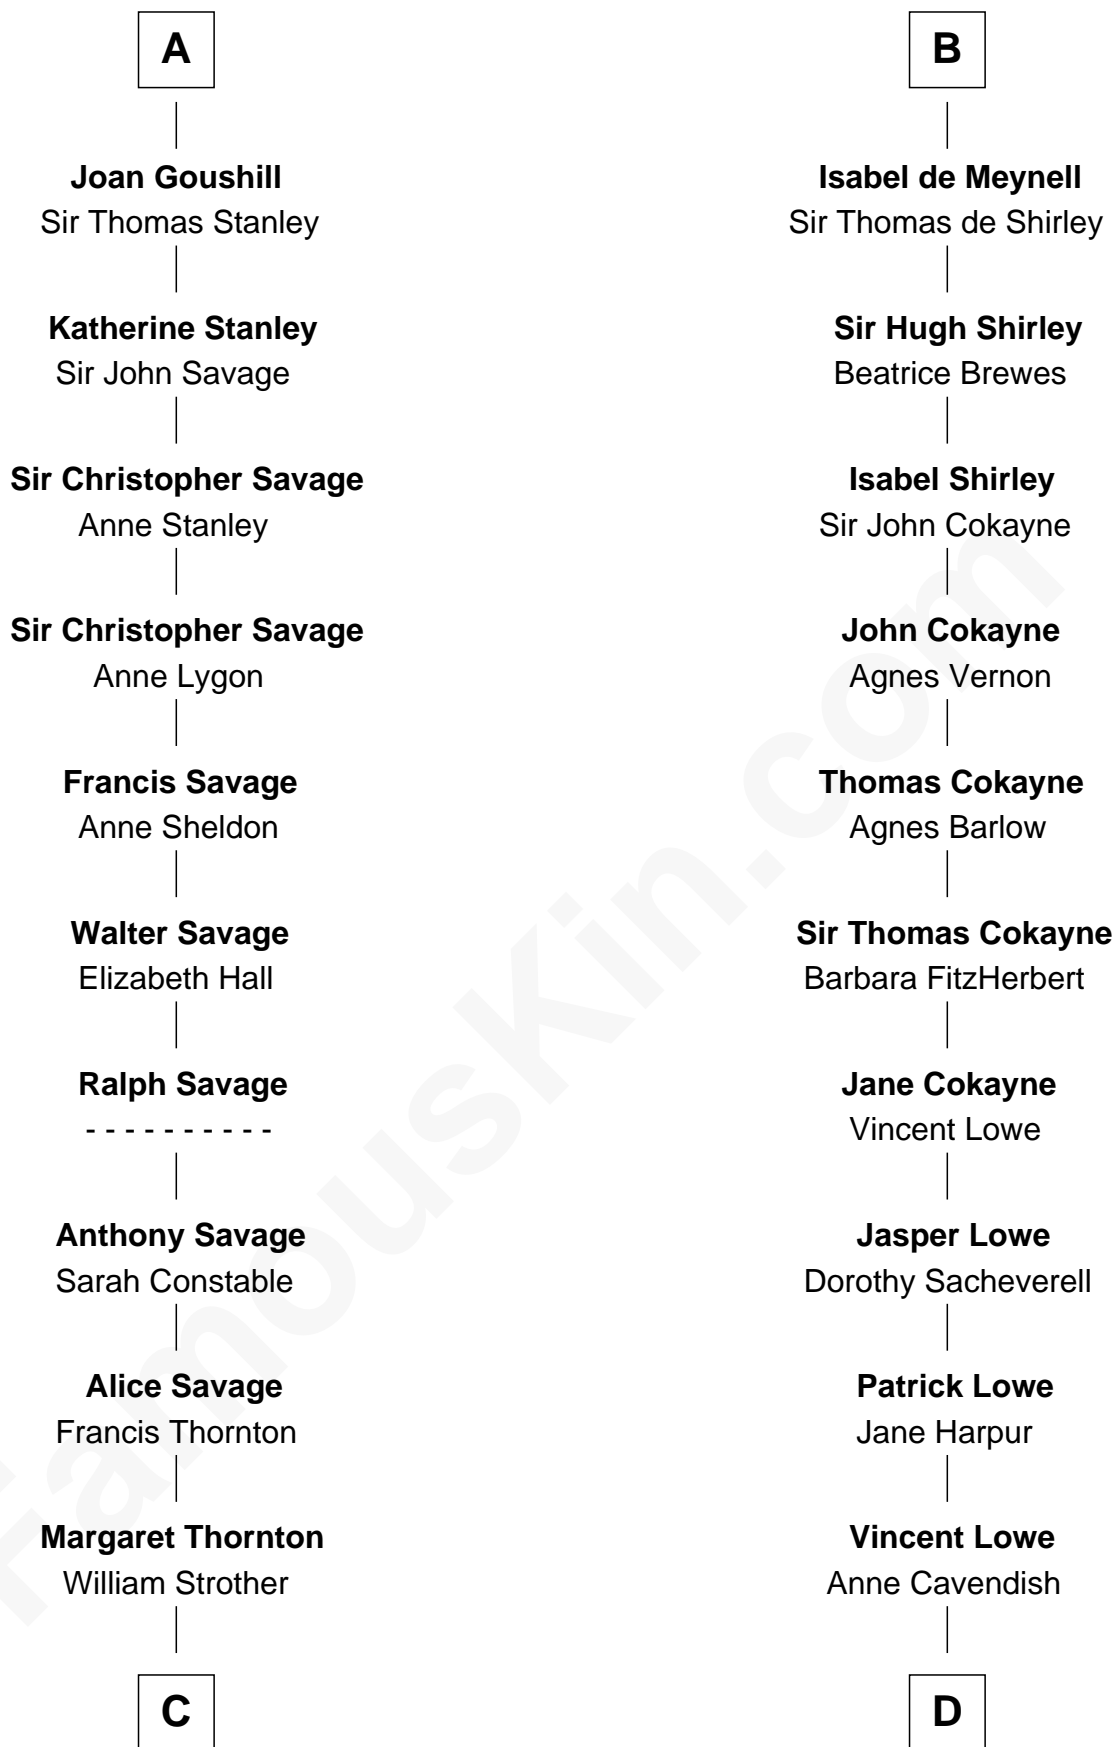 A
Joan Goushill
Sir Thomas Stanley
Katherine Stanley
Sir John Savage
Sir Christopher Savage
Anne Stanley
Sir Christopher Savage
Anne Lygon
Francis Savage
Anne Sheldon
Walter Savage
Elizabeth Hall
Ralph Savage
- - - - - - - - - -
Anthony Savage
Sarah Constable
Alice Savage
Francis Thornton
Margaret Thornton
William Strother
C
B
Isabel de Meynell
Sir Thomas de Shirley
Sir Hugh Shirley
Beatrice Brewes
Isabel Shirley
Sir John Cokayne
John Cokayne
Agnes Vernon
Thomas Cokayne
Agnes Barlow
Sir Thomas Cokayne
Barbara FitzHerbert
Jane Cokayne
Vincent Lowe
Jasper Lowe
Dorothy Sacheverell
Patrick Lowe
Jane Harpur
Vincent Lowe
Anne Cavendish
D
FamousKin.com